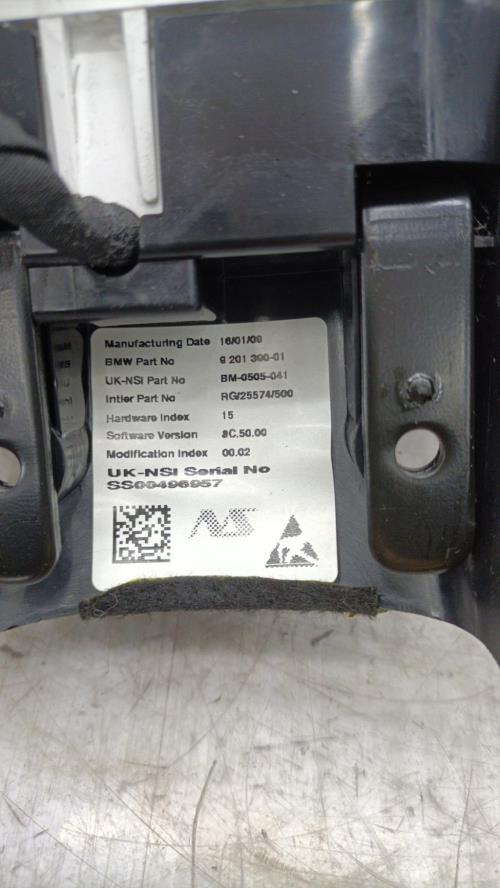 Manufacturing Date 16/01/09
BMW Part No 9 201 390-01
UK-NSI Part No BM-0505-041
Intier Part No RG/25574/500
Hardware Index 15
Software Version 8C.50.00
Modification Index 00.02
UK-NSI Serial No
SS00496957
NS